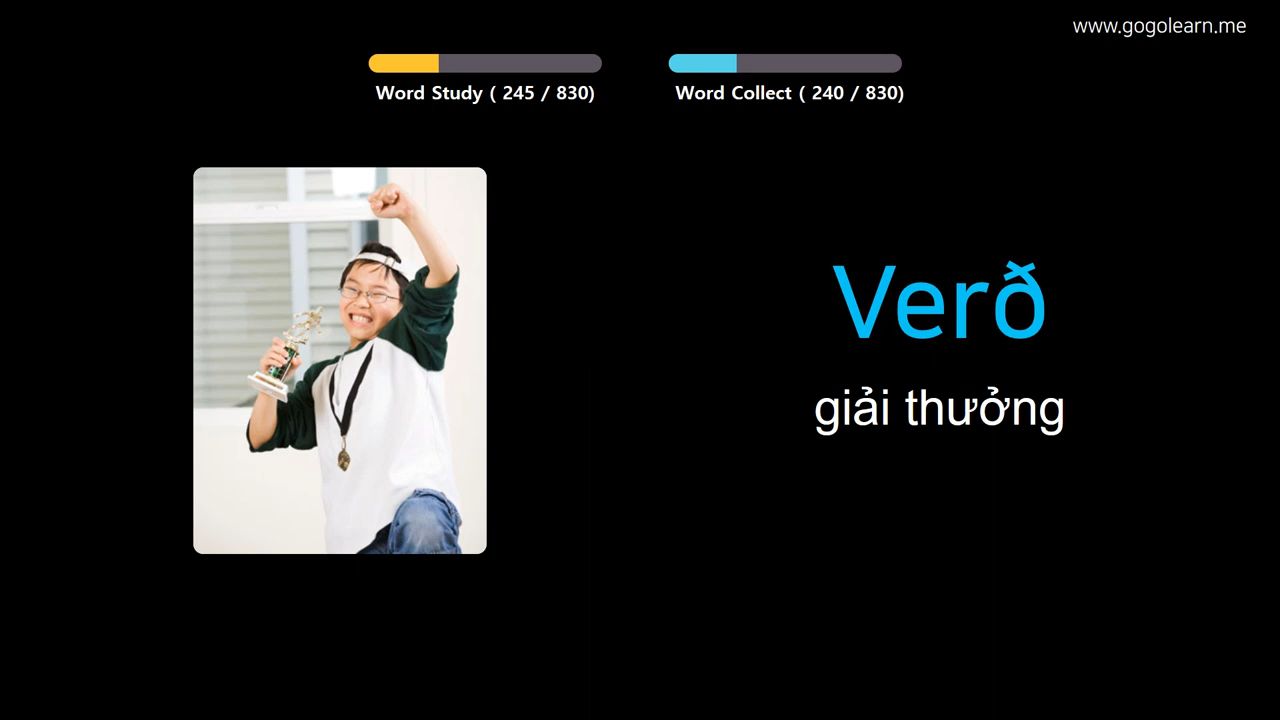 www.gogolearn.me
Word Study ( 245 / 830)
Word Collect ( 240 / 830)
Verð
giải thưởng